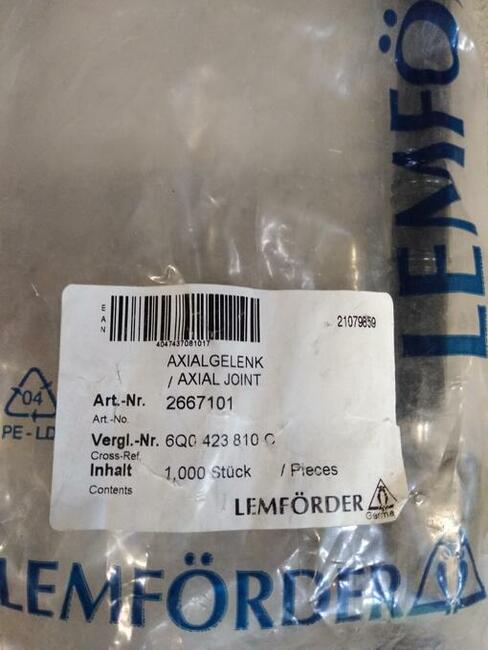 LEMFÖ
E A N
4047437081017
21079859
AXIALGELENK
/ AXIAL JOINT
Art.-Nr. 2667101
Art.-No.
Vergl.-Nr. 6Q0 423 810 C
Cross-Ref.
Inhalt 1,000 Stück / Pieces
Contents
LEMFÖRDER
04
PE - LD
LEMFÖRDER